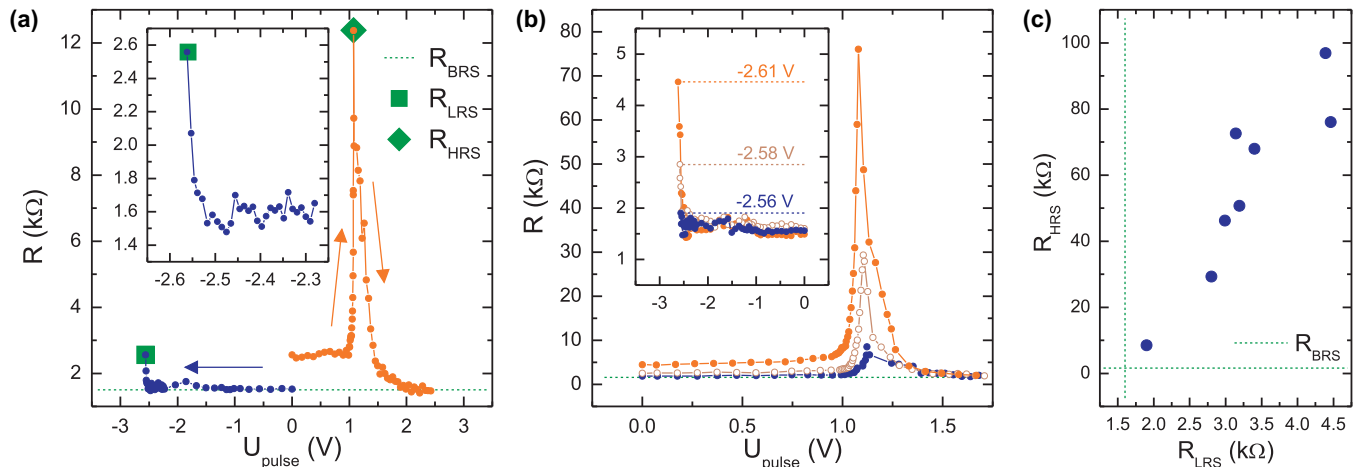 (a)
12
10
8
6
4
2
R (kΩ)
-3 -2 -1 0 1 2 3
U_pulse (V)
2.6
2.4
2.2
2.0
1.8
1.6
1.4
-2.6 -2.5 -2.4 -2.3
R_BRS
R_LRS
R_HRS
(b)
80
70
60
50
40
30
20
10
0
R (kΩ)
0.0 0.5 1.0 1.5
U_pulse (V)
5
4
3
2
1
-3 -2 -1 0
-2.61 V
-2.58 V
-2.56 V
(c)
100
80
60
40
20
0
R_HRS (kΩ)
R_BRS
1.5 2.0 2.5 3.0 3.5 4.0 4.5
R_LRS (kΩ)